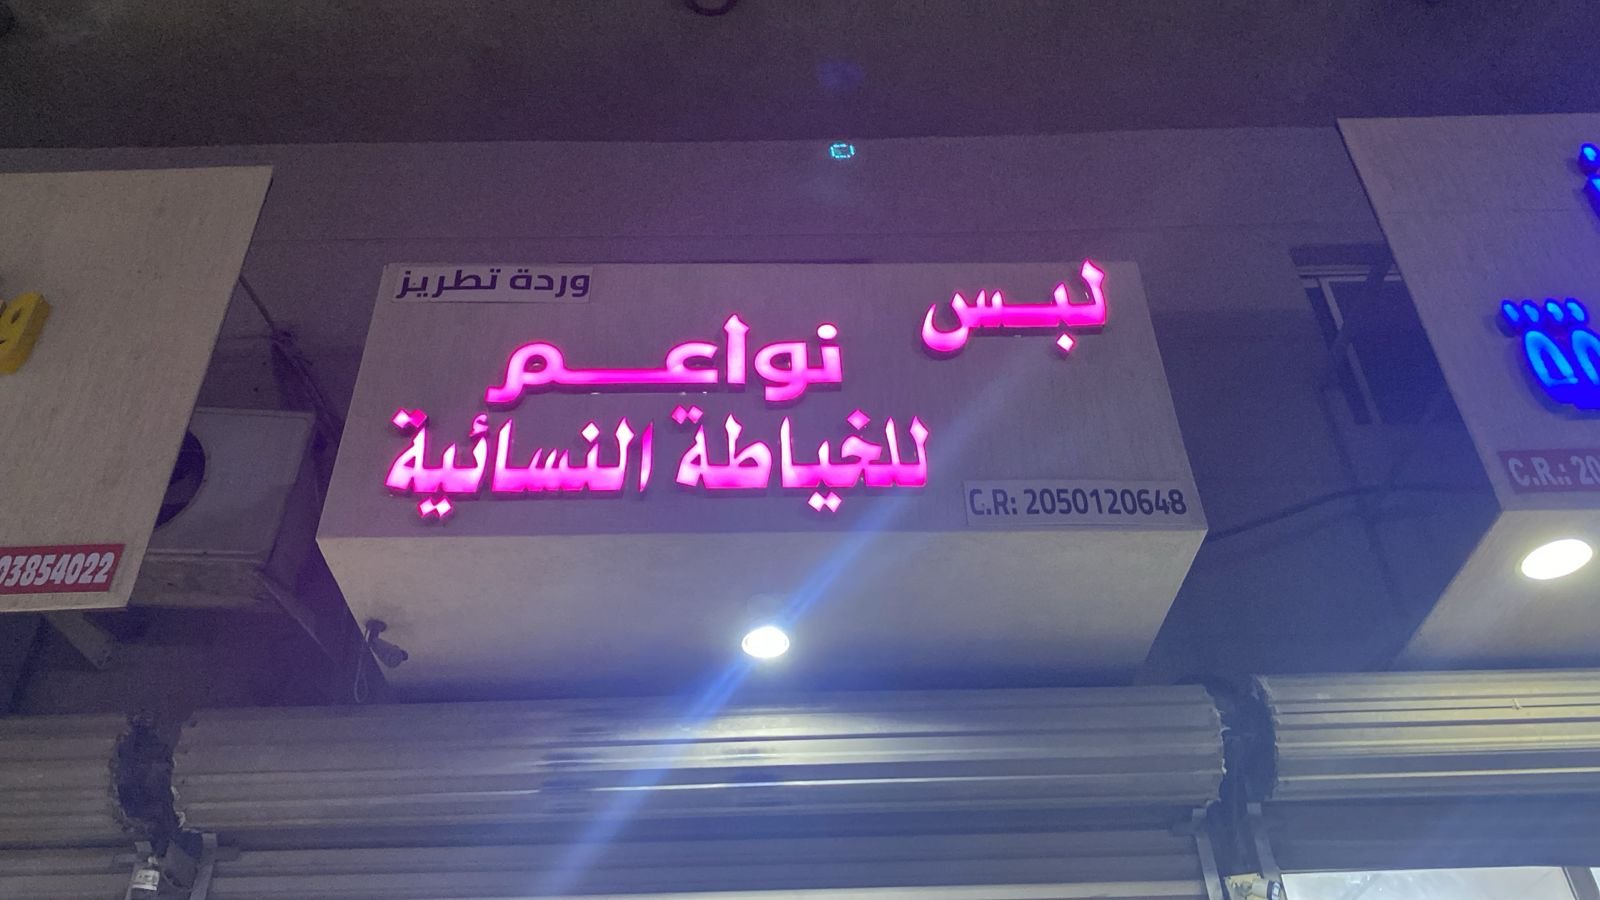 وردة تطريز
لبس
نواعم
للخياطة النسائية
C.R: 2050120648
03854022
C.R.: 20